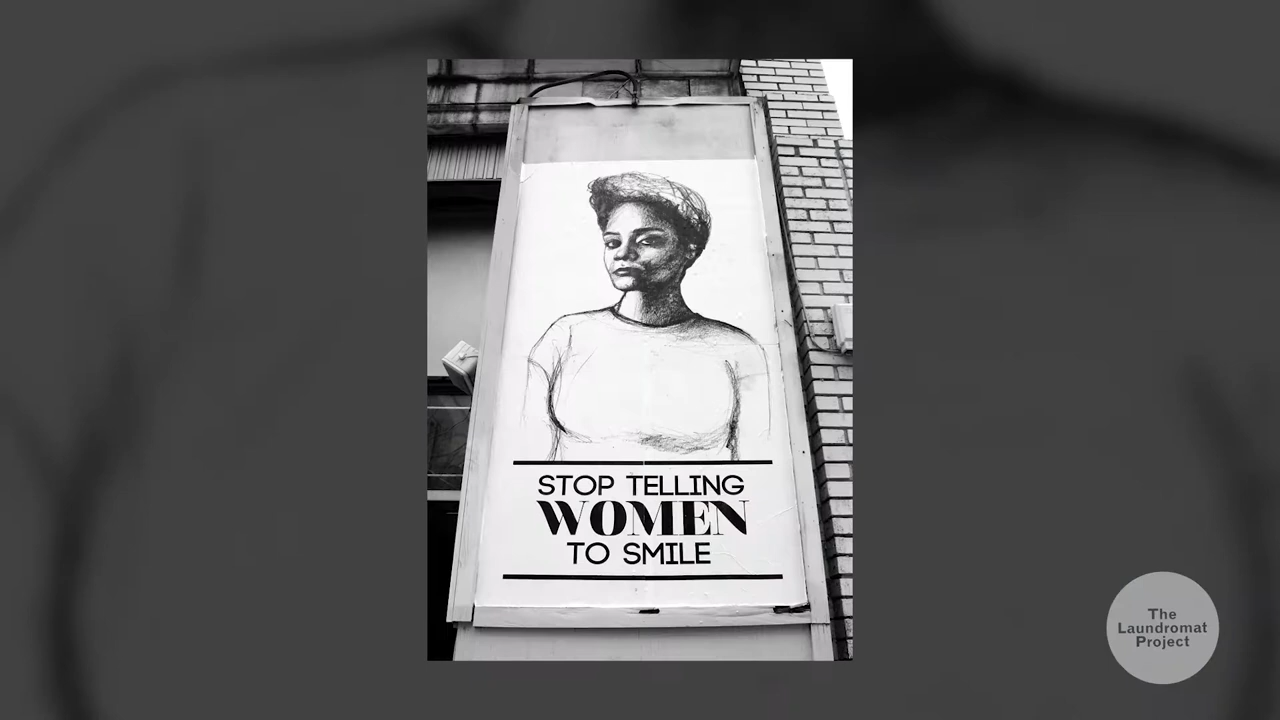 STOP TELLING
WOMEN
TO SMILE
The
Laundromat
Project